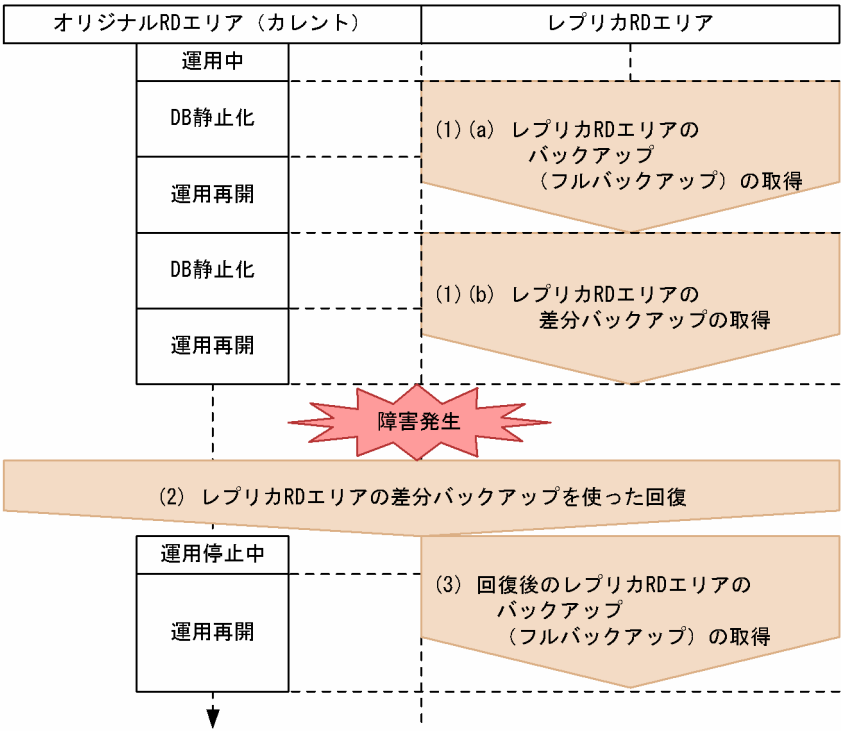 オリジナルRDエリア（カレント）
レプリカRDエリア
運用中
DB静止化
(1)(a) レプリカRDエリアの
バックアップ
（フルバックアップ）の取得
運用再開
DB静止化
(1)(b) レプリカRDエリアの
差分バックアップの取得
運用再開
障害発生
(2) レプリカRDエリアの差分バックアップを使った回復
運用停止中
(3) 回復後のレプリカRDエリアの
バックアップ
（フルバックアップ）の取得
運用再開